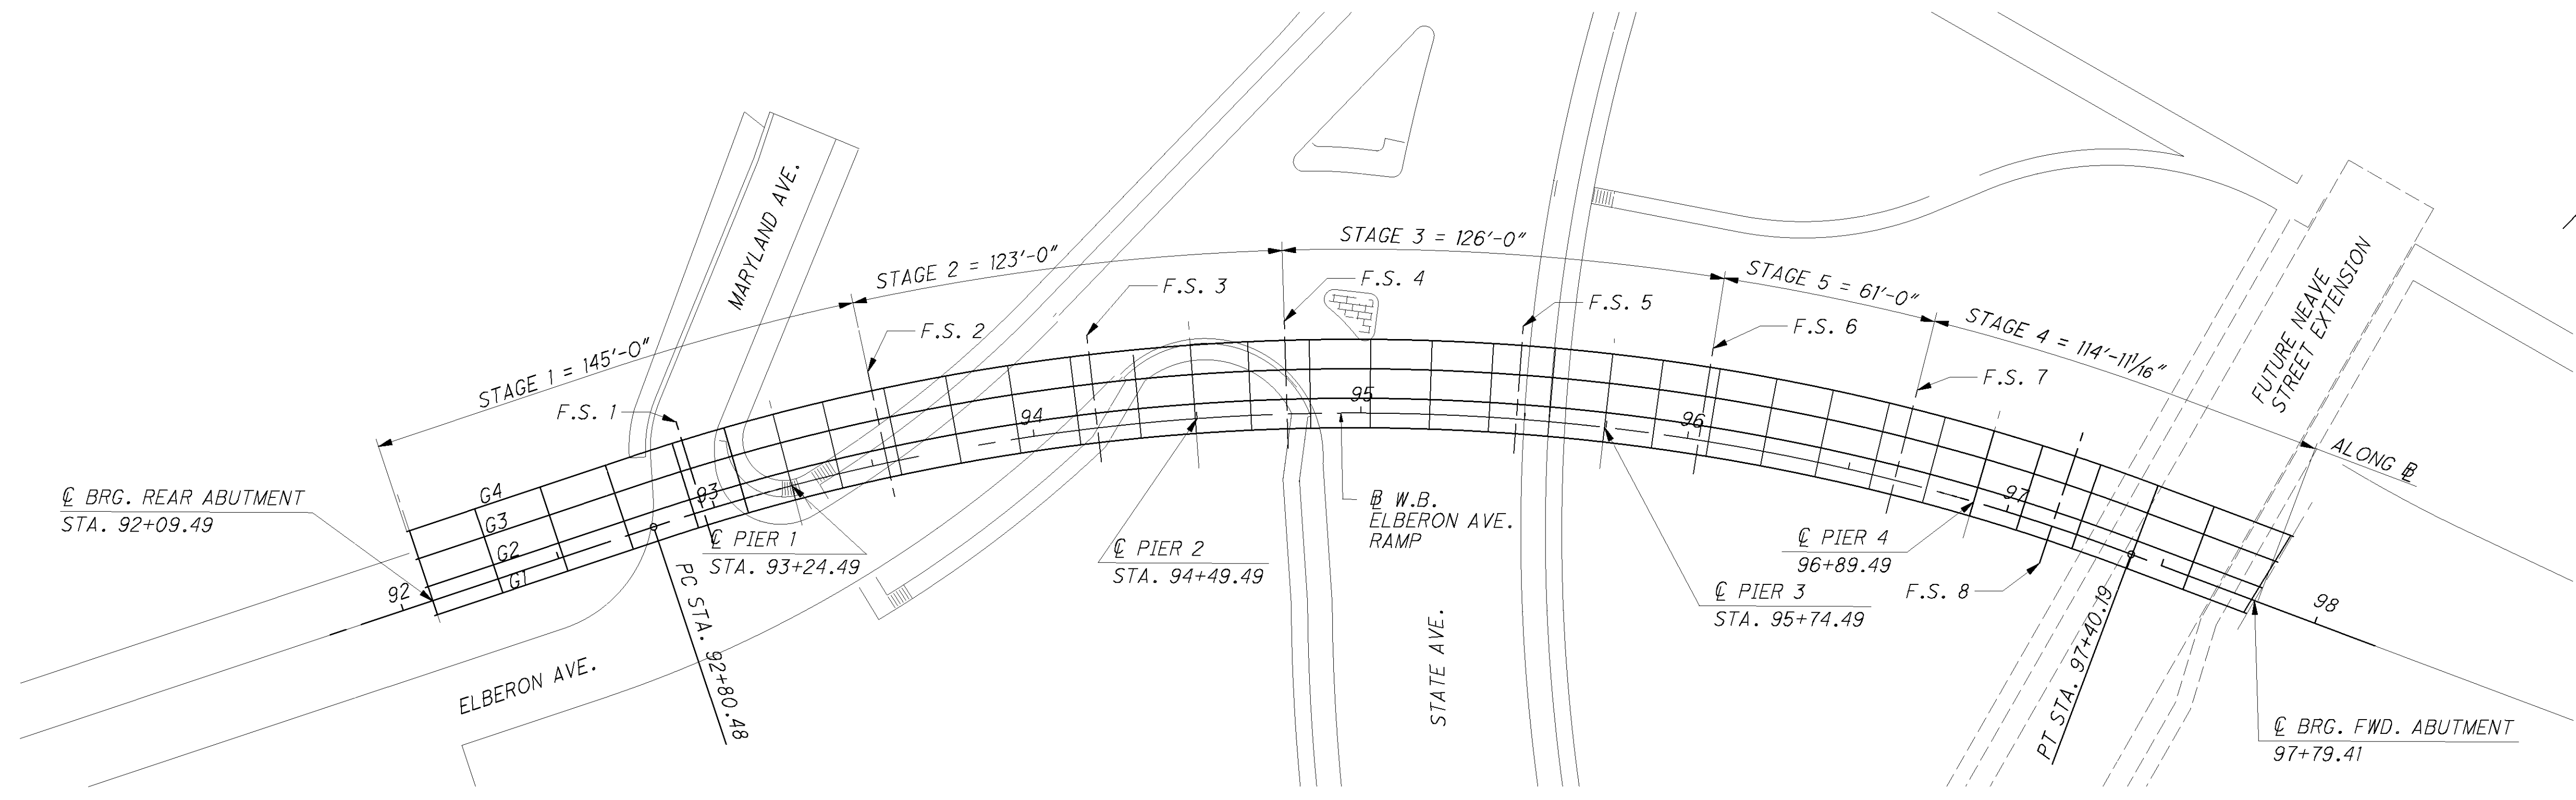 STAGE 1 = 145'-0"
STAGE 2 = 123'-0"
STAGE 3 = 126'-0"
STAGE 5 = 61'-0"
STAGE 4 = 114'-11 11/16"
ALONG ℄ B
MARYLAND AVE.
FUTURE NEAVE
STREET EXTENSION
F.S. 1
F.S. 2
F.S. 3
F.S. 4
F.S. 5
F.S. 6
F.S. 7
F.S. 8
G4
G3
G2
G1
92
93
94
95
96
97
98
℄ BRG. REAR ABUTMENT
STA. 92+09.49
PC STA. 92+80.48
℄ PIER 1
STA. 93+24.49
℄ PIER 2
STA. 94+49.49
W.B.
ELBERON AVE.
RAMP
℄ PIER 3
STA. 95+74.49
℄ PIER 4
96+89.49
PT STA. 97+40.19
℄ BRG. FWD. ABUTMENT
97+79.41
ELBERON AVE.
STATE AVE.